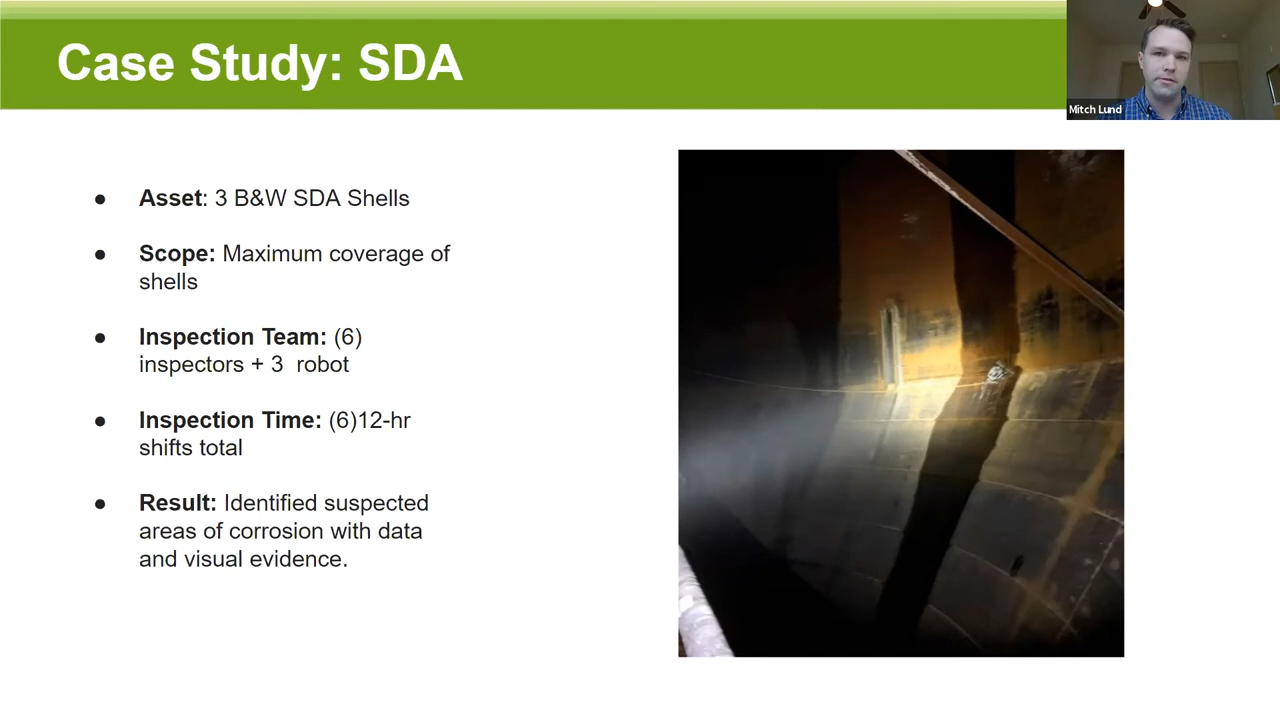 Case Study: SDA
Mitch Lund
● Asset: 3 B&W SDA Shells
● Scope: Maximum coverage of
shells
● Inspection Team: (6)
inspectors + 3  robot
● Inspection Time: (6)12-hr
shifts total
● Result: Identified suspected
areas of corrosion with data
and visual evidence.